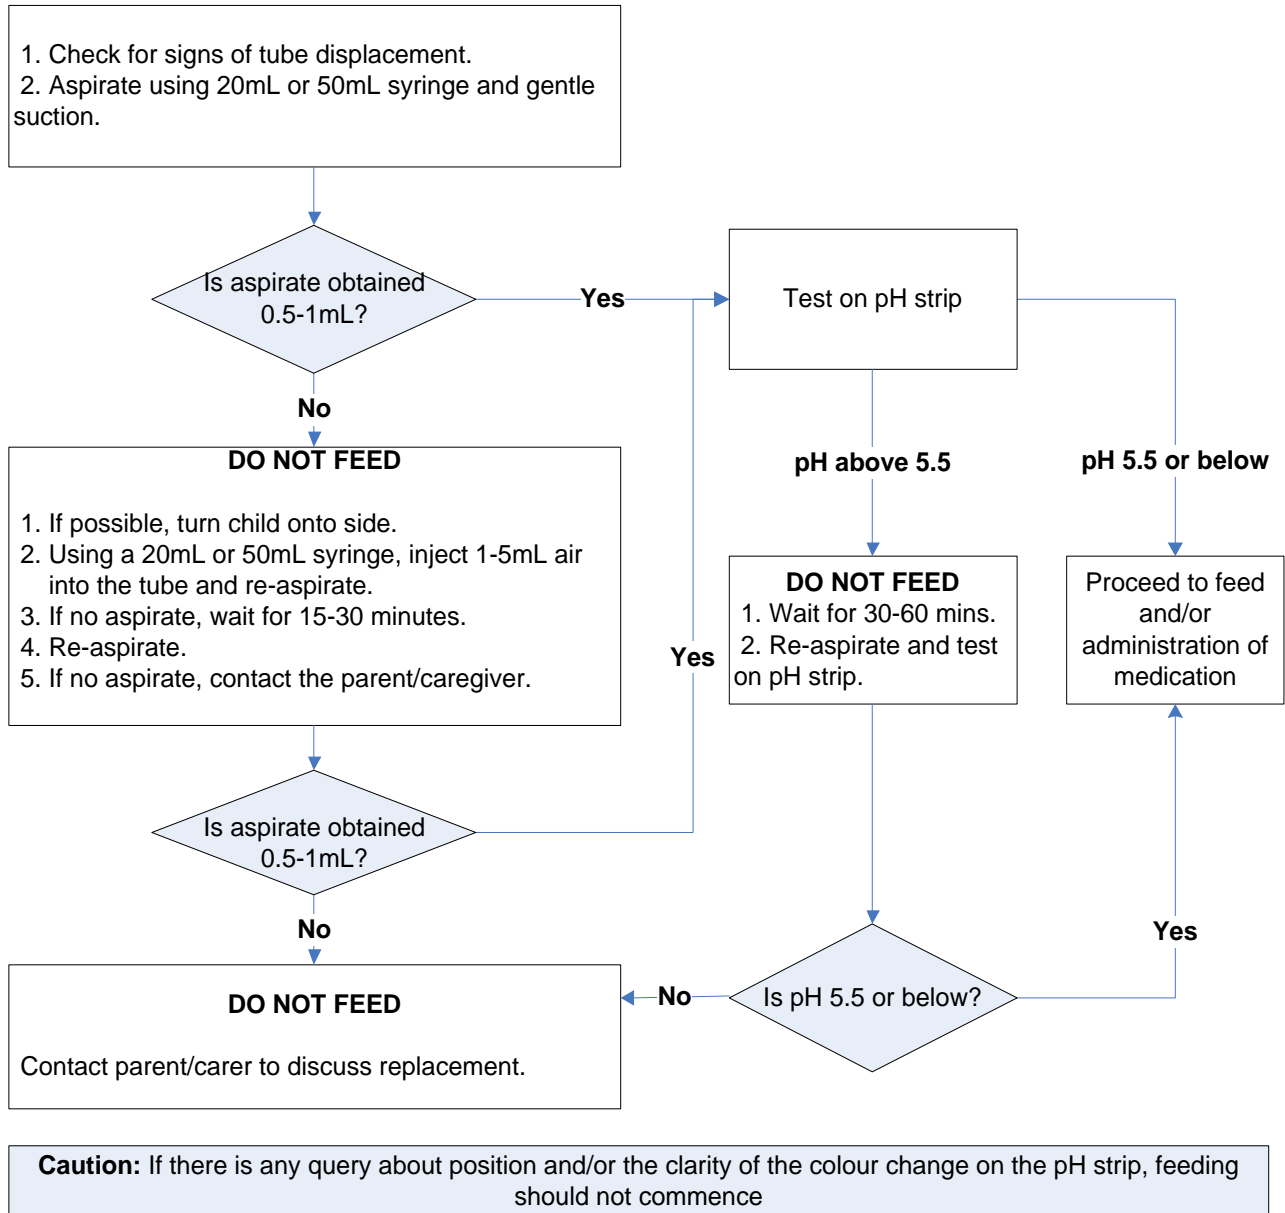 1. Check for signs of tube displacement.
2. Aspirate using 20mL or 50mL syringe and gentle
suction.
Is aspirate obtained
0.5-1mL?
Yes
Test on pH strip
No
DO NOT FEED
1. If possible, turn child onto side.
2. Using a 20mL or 50mL syringe, inject 1-5mL air
into the tube and re-aspirate.
3. If no aspirate, wait for 15-30 minutes.
4. Re-aspirate.
5. If no aspirate, contact the parent/caregiver.
Yes
pH above 5.5
pH 5.5 or below
DO NOT FEED
1. Wait for 30-60 mins.
2. Re-aspirate and test
on pH strip.
Proceed to feed
and/or
administration of
medication
Is aspirate obtained
0.5-1mL?
No
DO NOT FEED
Contact parent/carer to discuss replacement.
No
Is pH 5.5 or below?
Yes
Caution: If there is any query about position and/or the clarity of the colour change on the pH strip, feeding
should not commence